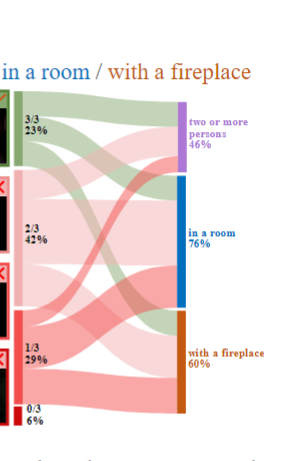 in a room / with a fireplace
3/3
23%
two or more
persons
46%
2/3
42%
in a room
76%
1/3
29%
with a fireplace
60%
0/3
6%